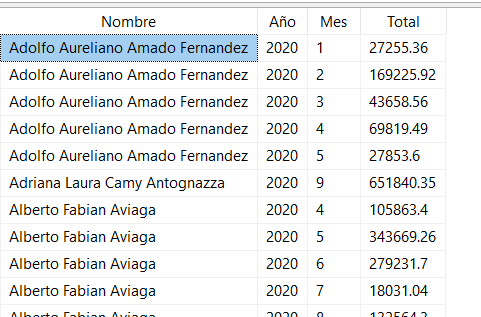 Nombre Año Mes Total
Adolfo Aureliano Amado Fernandez 2020 1 27255.36
Adolfo Aureliano Amado Fernandez 2020 2 169225.92
Adolfo Aureliano Amado Fernandez 2020 3 43658.56
Adolfo Aureliano Amado Fernandez 2020 4 69819.49
Adolfo Aureliano Amado Fernandez 2020 5 27853.6
Adriana Laura Camy Antognazza 2020 9 651840.35
Alberto Fabian Aviaga 2020 4 105863.4
Alberto Fabian Aviaga 2020 5 343669.26
Alberto Fabian Aviaga 2020 6 279231.7
Alberto Fabian Aviaga 2020 7 18031.04
Alberto Fabian Aviaga 2020 8